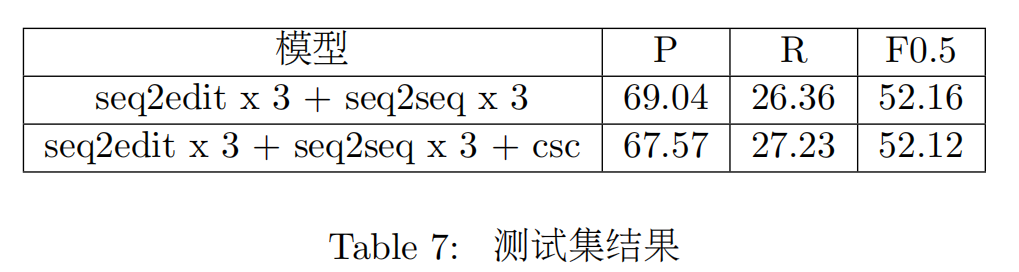 模型 P R F0.5
seq2edit x 3 + seq2seq x 3 69.04 26.36 52.16
seq2edit x 3 + seq2seq x 3 + csc 67.57 27.23 52.12
Table 7: 测试集结果